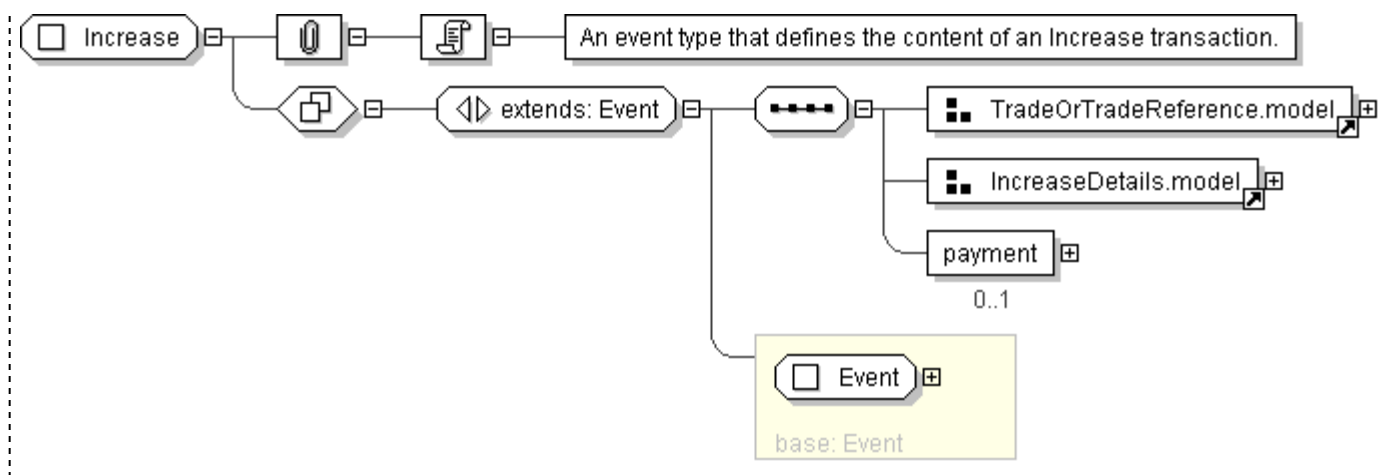 Increase
An event type that defines the content of an Increase transaction.
extends: Event
TradeOrTradeReference.model
IncreaseDetails.model
payment
0..1
Event
base: Event